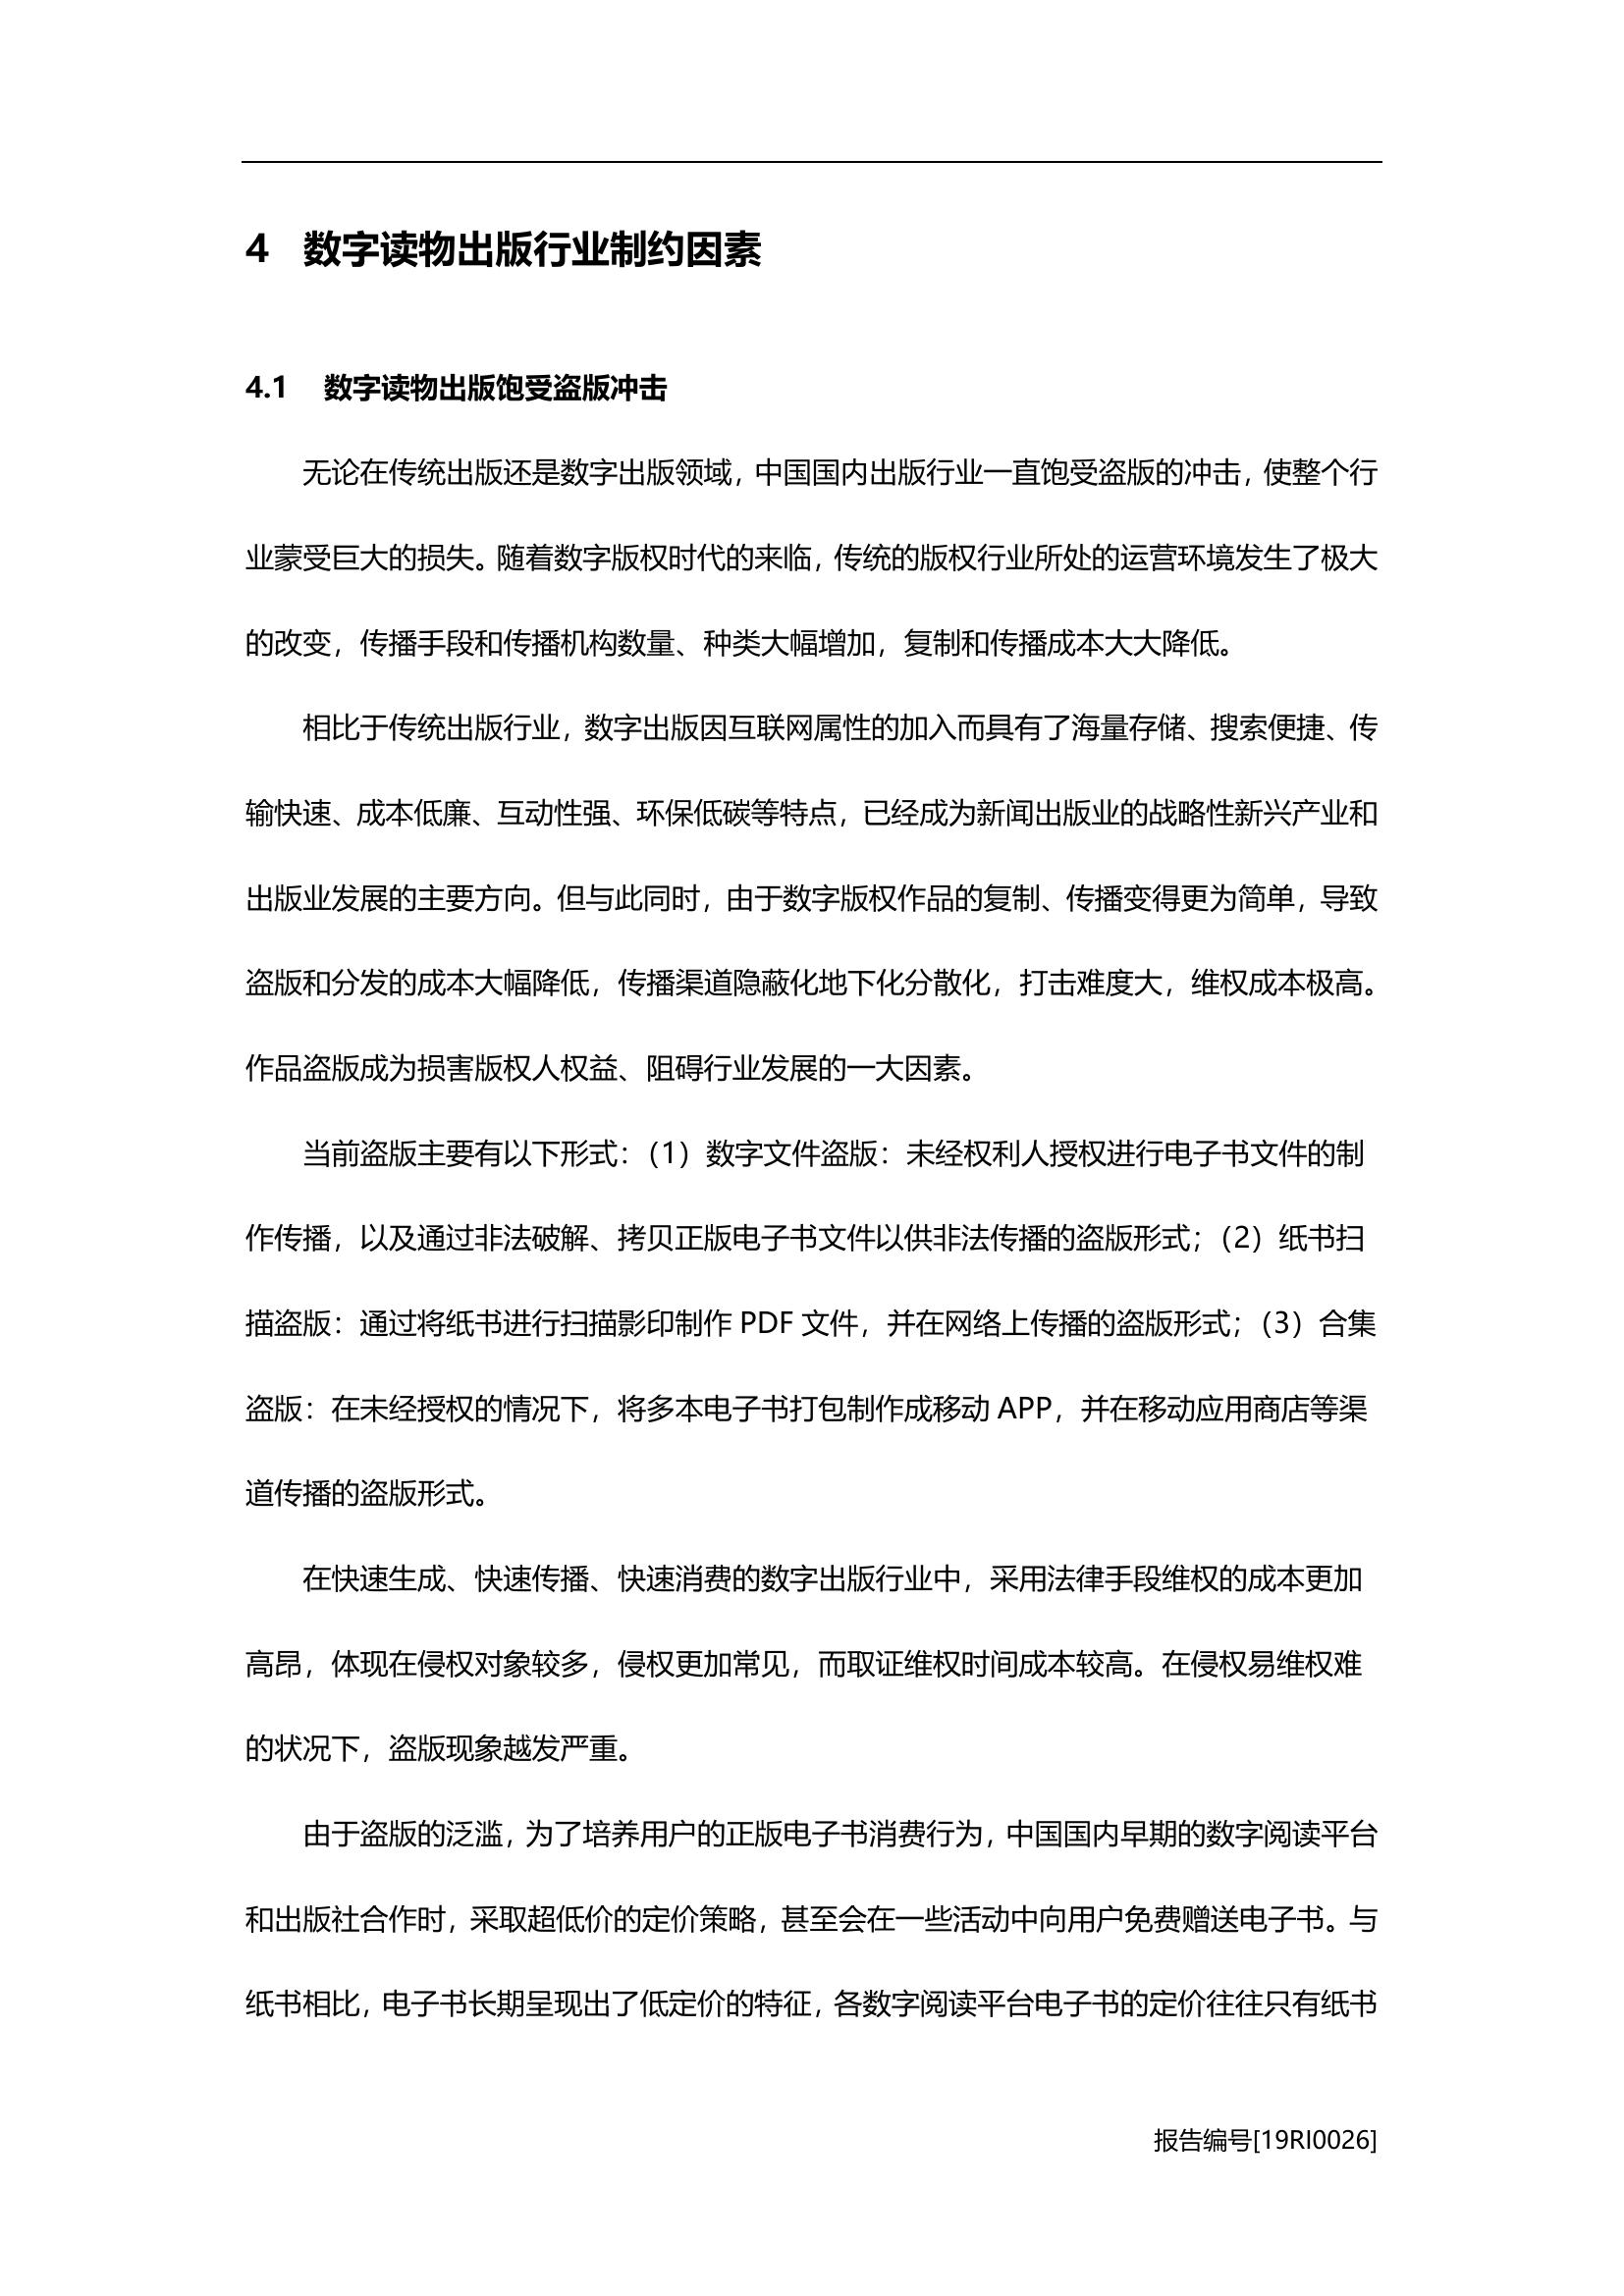 4 数字读物出版行业制约因素
4.1 数字读物出版饱受盗版冲击
无论在传统出版还是数字出版领域，中国国内出版行业一直饱受盗版的冲击，使整个行
业蒙受巨大的损失。随着数字版权时代的来临，传统的版权行业所处的运营环境发生了极大
的改变，传播手段和传播机构数量、种类大幅增加，复制和传播成本大大降低。
相比于传统出版行业，数字出版因互联网属性的加入而具有了海量存储、搜索便捷、传
输快速、成本低廉、互动性强、环保低碳等特点，已经成为新闻出版业的战略性新兴产业和
出版业发展的主要方向。但与此同时，由于数字版权作品的复制、传播变得更为简单，导致
盗版和分发的成本大幅降低，传播渠道隐蔽化地下化分散化，打击难度大，维权成本极高。
作品盗版成为损害版权人权益、阻碍行业发展的一大因素。
当前盗版主要有以下形式：（1）数字文件盗版：未经权利人授权进行电子书文件的制
作传播，以及通过非法破解、拷贝正版电子书文件以供非法传播的盗版形式；（2）纸书扫
描盗版：通过将纸书进行扫描影印制作 PDF 文件，并在网络上传播的盗版形式；（3）合集
盗版：在未经授权的情况下，将多本电子书打包制作成移动 APP，并在移动应用商店等渠
道传播的盗版形式。
在快速生成、快速传播、快速消费的数字出版行业中，采用法律手段维权的成本更加
高昂，体现在侵权对象较多，侵权更加常见，而取证维权时间成本较高。在侵权易维权难
的状况下，盗版现象越发严重。
由于盗版的泛滥，为了培养用户的正版电子书消费行为，中国国内早期的数字阅读平台
和出版社合作时，采取超低价的定价策略，甚至会在一些活动中向用户免费赠送电子书。与
纸书相比，电子书长期呈现出了低定价的特征，各数字阅读平台电子书的定价往往只有纸书
报告编号[19RI0026]